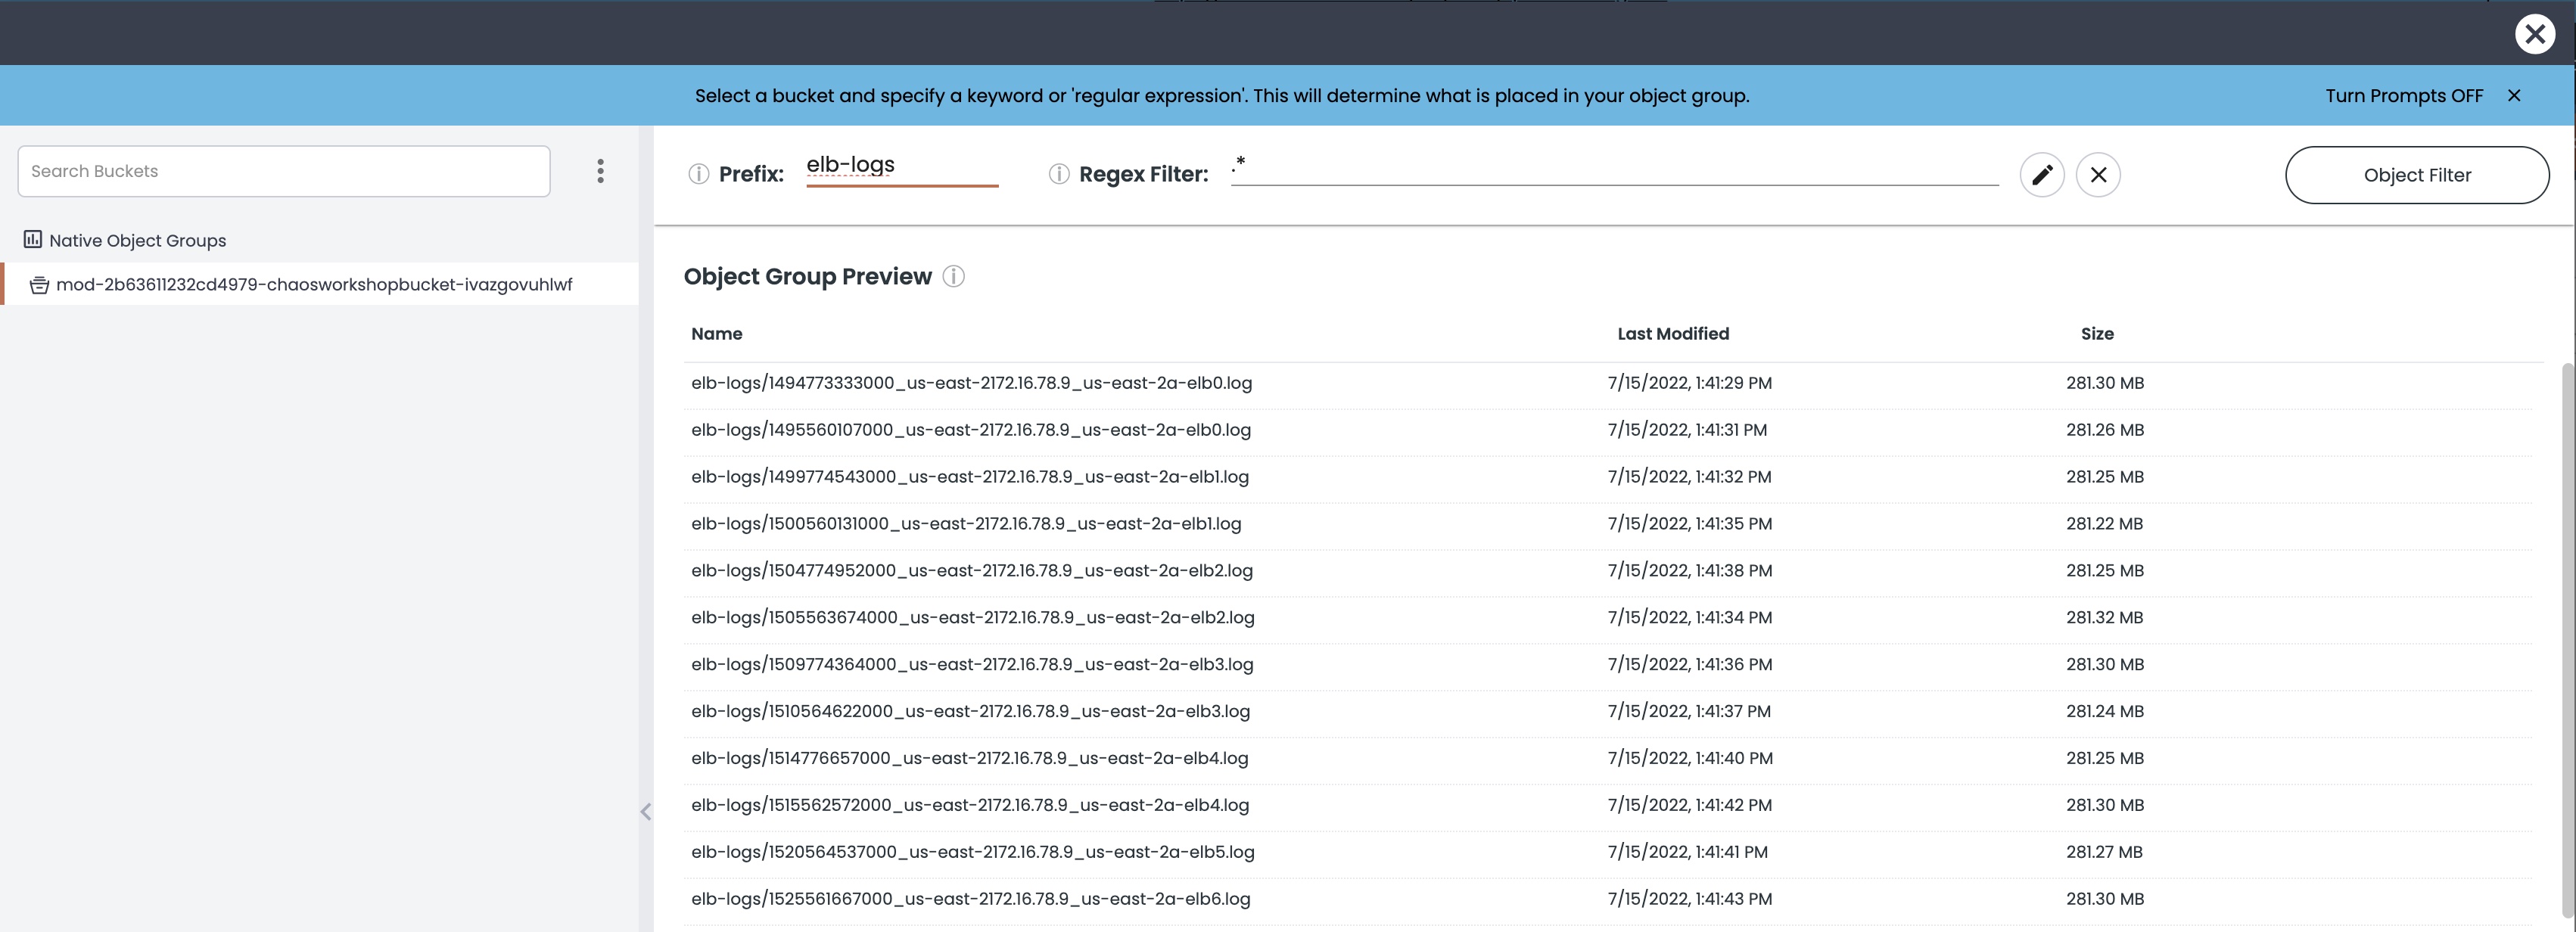 Select a bucket and specify a keyword or 'regular expression'. This will determine what is placed in your object group.
Turn Prompts OFF
Search Buckets
Native Object Groups
mod-2b63611232cd4979-chaosworkshopbucket-ivazgovuhlwf
Prefix: elb-logs
Regex Filter: .*
Object Filter
Object Group Preview
Name Last Modified Size
elb-logs/1494773333000_us-east-2172.16.78.9_us-east-2a-elb0.log 7/15/2022, 1:41:29 PM 281.30 MB
elb-logs/1495560107000_us-east-2172.16.78.9_us-east-2a-elb0.log 7/15/2022, 1:41:31 PM 281.26 MB
elb-logs/1499774543000_us-east-2172.16.78.9_us-east-2a-elb1.log 7/15/2022, 1:41:32 PM 281.25 MB
elb-logs/1500560131000_us-east-2172.16.78.9_us-east-2a-elb1.log 7/15/2022, 1:41:35 PM 281.22 MB
elb-logs/1504774952000_us-east-2172.16.78.9_us-east-2a-elb2.log 7/15/2022, 1:41:38 PM 281.25 MB
elb-logs/1505563674000_us-east-2172.16.78.9_us-east-2a-elb2.log 7/15/2022, 1:41:34 PM 281.32 MB
elb-logs/1509774364000_us-east-2172.16.78.9_us-east-2a-elb3.log 7/15/2022, 1:41:36 PM 281.30 MB
elb-logs/1510564622000_us-east-2172.16.78.9_us-east-2a-elb3.log 7/15/2022, 1:41:37 PM 281.24 MB
elb-logs/1514776657000_us-east-2172.16.78.9_us-east-2a-elb4.log 7/15/2022, 1:41:40 PM 281.25 MB
elb-logs/1515562572000_us-east-2172.16.78.9_us-east-2a-elb4.log 7/15/2022, 1:41:42 PM 281.30 MB
elb-logs/1520564537000_us-east-2172.16.78.9_us-east-2a-elb5.log 7/15/2022, 1:41:41 PM 281.27 MB
elb-logs/1525561667000_us-east-2172.16.78.9_us-east-2a-elb6.log 7/15/2022, 1:41:43 PM 281.30 MB